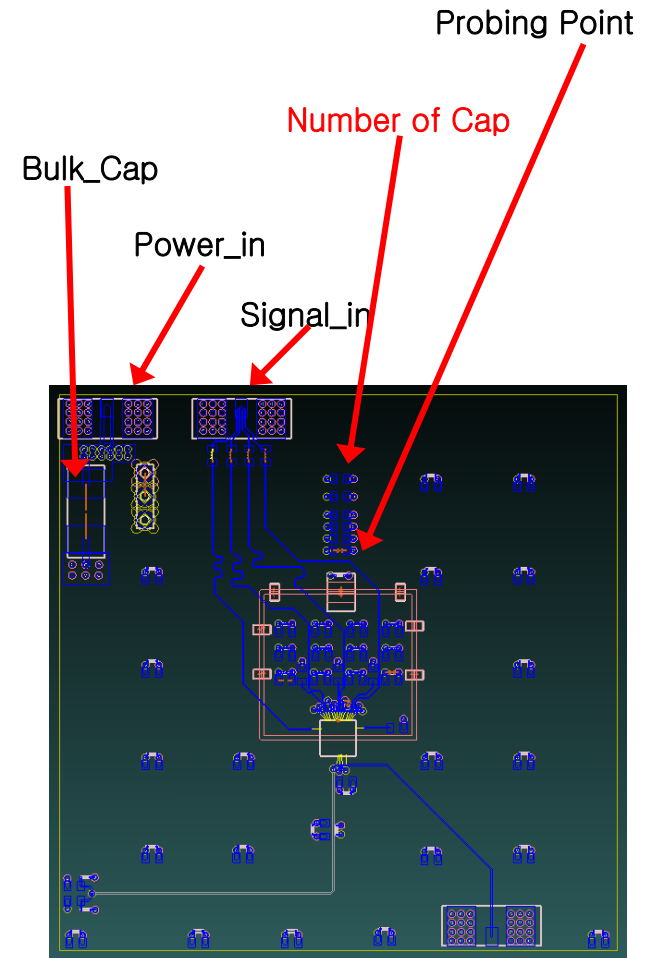 Probing Point
Number of Cap
Bulk_Cap
Power_in
Signal_in